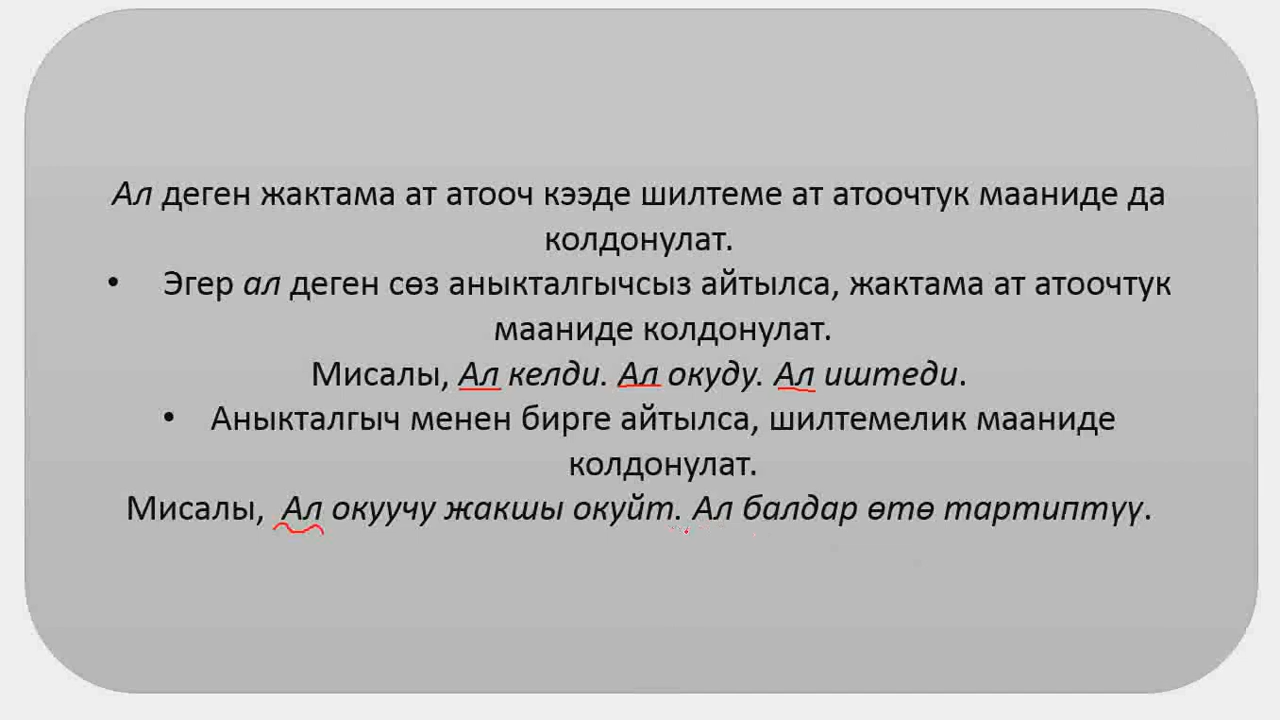 Ал деген жактама ат атооч кээде шилтеме ат атоочтук мааниде да
колдонулат.
• Эгер ал деген сөз аныкталгычсыз айтылса, жактама ат атоочтук
мааниде колдонулат.
Мисалы, Ал келди. Ал окуду. Ал иштеди.
• Аныкталгыч менен бирге айтылса, шилтемелик мааниде
колдонулат.
Мисалы, Ал окуучу жакшы окуйт. Ал балдар өтө тартиптүү.